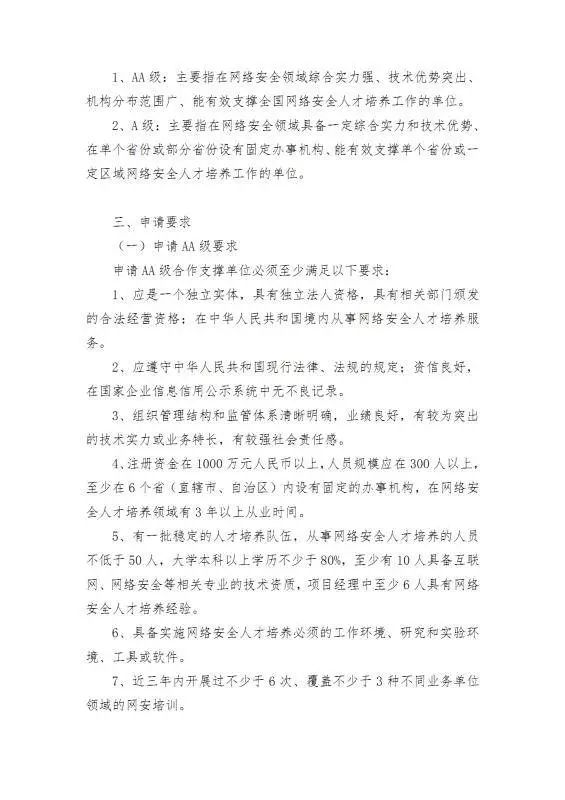 1、AA级：主要指在网络安全领域综合实力强、技术优势突出、
机构分布范围广、能有效支撑全国网络安全人才培养工作的单位。
2、A 级：主要指在网络安全领域具备一定综合实力和技术优势、
在单个省份或部分省份设有固定办事机构、能有效支撑单个省份或一
定区域网络安全人才培养工作的单位。
三、申请要求
（一）申请 AA 级要求
申请 AA级合作支撑单位必须至少满足以下要求：
1、应是一个独立实体，具有独立法人资格，具有相关部门颁发
的合法经营资格；在中华人民共和国境内从事网络安全人才培养服
务。
2、应遵守中华人民共和国现行法律、法规的规定；资信良好，
在国家企业信息信用公示系统中无不良记录。
3、组织管理结构和监管体系清晰明确，业绩良好，有较为突出
的技术实力或业务特长，有较强社会责任感。
4、注册资金在 1000 万元人民币以上，人员规模应在 300 人以上，
至少在 6 个省（直辖市、自治区）内设有固定的办事机构，在网络安
全人才培养领域有 3 年以上从业时间。
5、有一批稳定的人才培养队伍，从事网络安全人才培养的人员
不低于 50 人，大学本科以上学历不少于 80%，至少有 10 人具备互联
网、网络安全等相关专业的技术资质，项目经理中至少 6 人具有网络
安全人才培养经验。
6、具备实施网络安全人才培养必须的工作环境、研究和实验环
境、工具或软件。
7、近三年内开展过不少于 6 次、覆盖不少于 3 种不同业务单位
领域的网安培训。